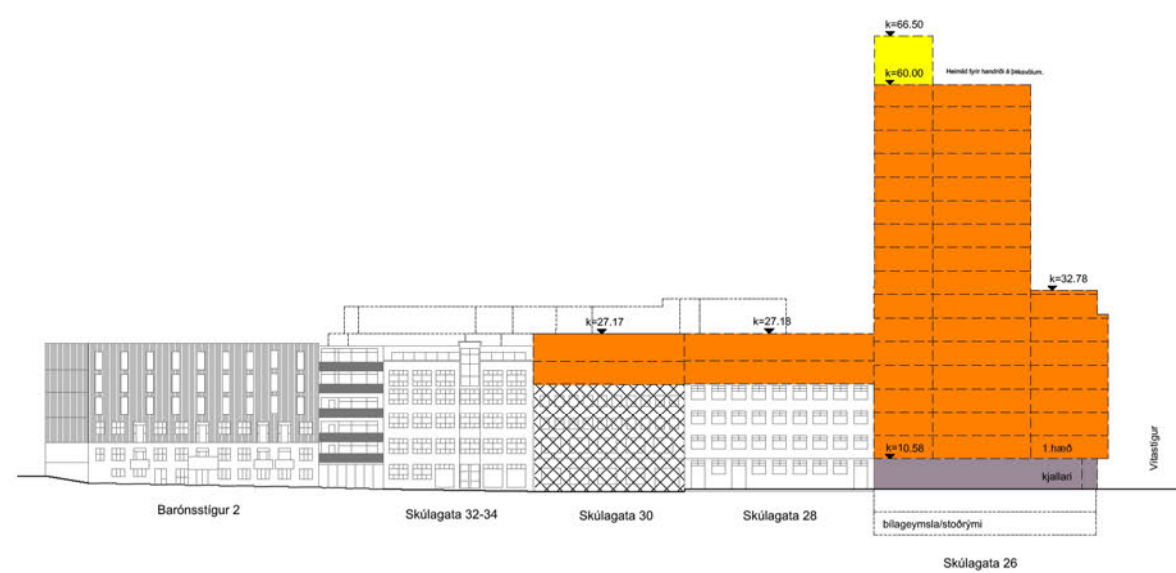 k=66.50
k=60.00
Heimild fyrir handriði á þaksvölum.
k=32.78
k=27.17
k=27.18
k=10.58
1.hæð
kjallari
Vitastígur
Barónsstígur 2
Skúlagata 32-34
Skúlagata 30
Skúlagata 28
bílageymsla/stoðrými
Skúlagata 26